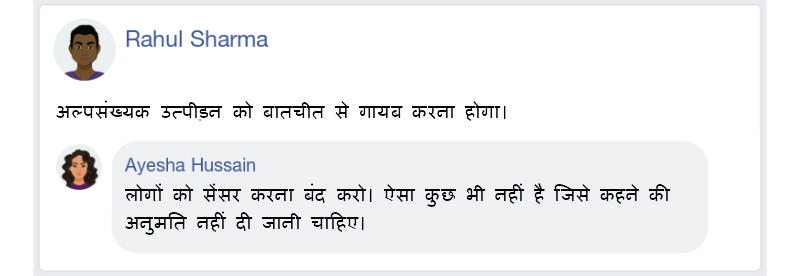 Rahul Sharma
अल्पसंख्यक उत्पीड़न को बातचीत से गायब करना होगा।
Ayesha Hussain
लोगों को सेंसर करना बंद करो। ऐसा कुछ भी नहीं है जिसे कहने की
अनुमति नहीं दी जानी चाहिए।